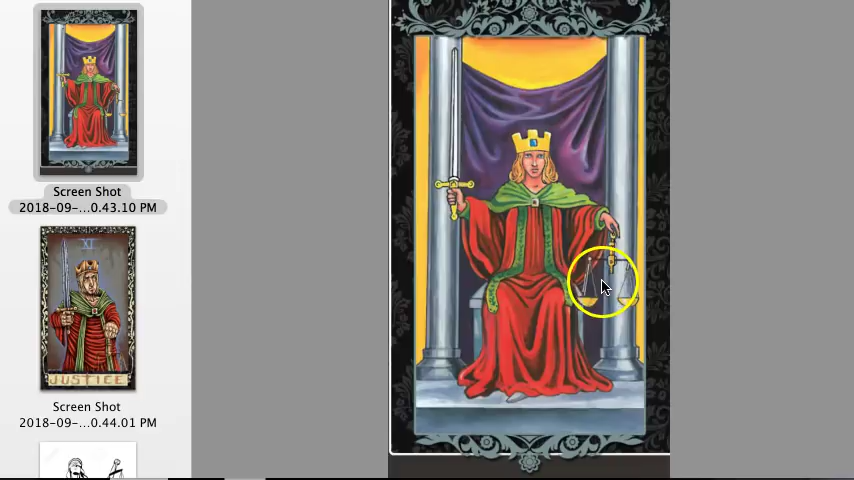 Screen Shot
2018-09-...0.43.10 PM
XI
JUSTICE
Screen Shot
2018-09-...0.44.01 PM